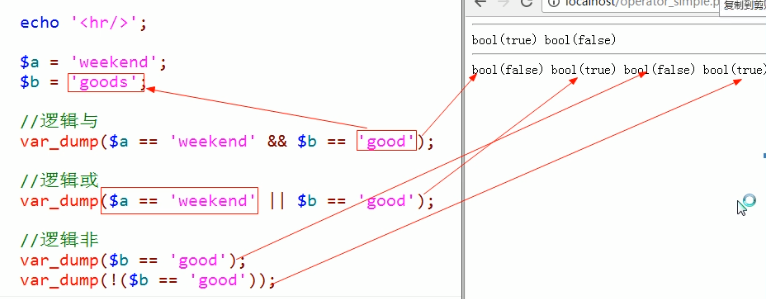 echo '<hr/>';
$a = 'weekend';
$b = 'goods';
//逻辑与
var_dump($a == 'weekend' && $b == 'good');
//逻辑或
var_dump($a == 'weekend' || $b == 'good');
//逻辑非
var_dump($b == 'good');
var_dump(!($b == 'good'));
localhost/operator_simple.p
复制到剪
bool(true) bool(false)
bool(false) bool(true) bool(false) bool(true)